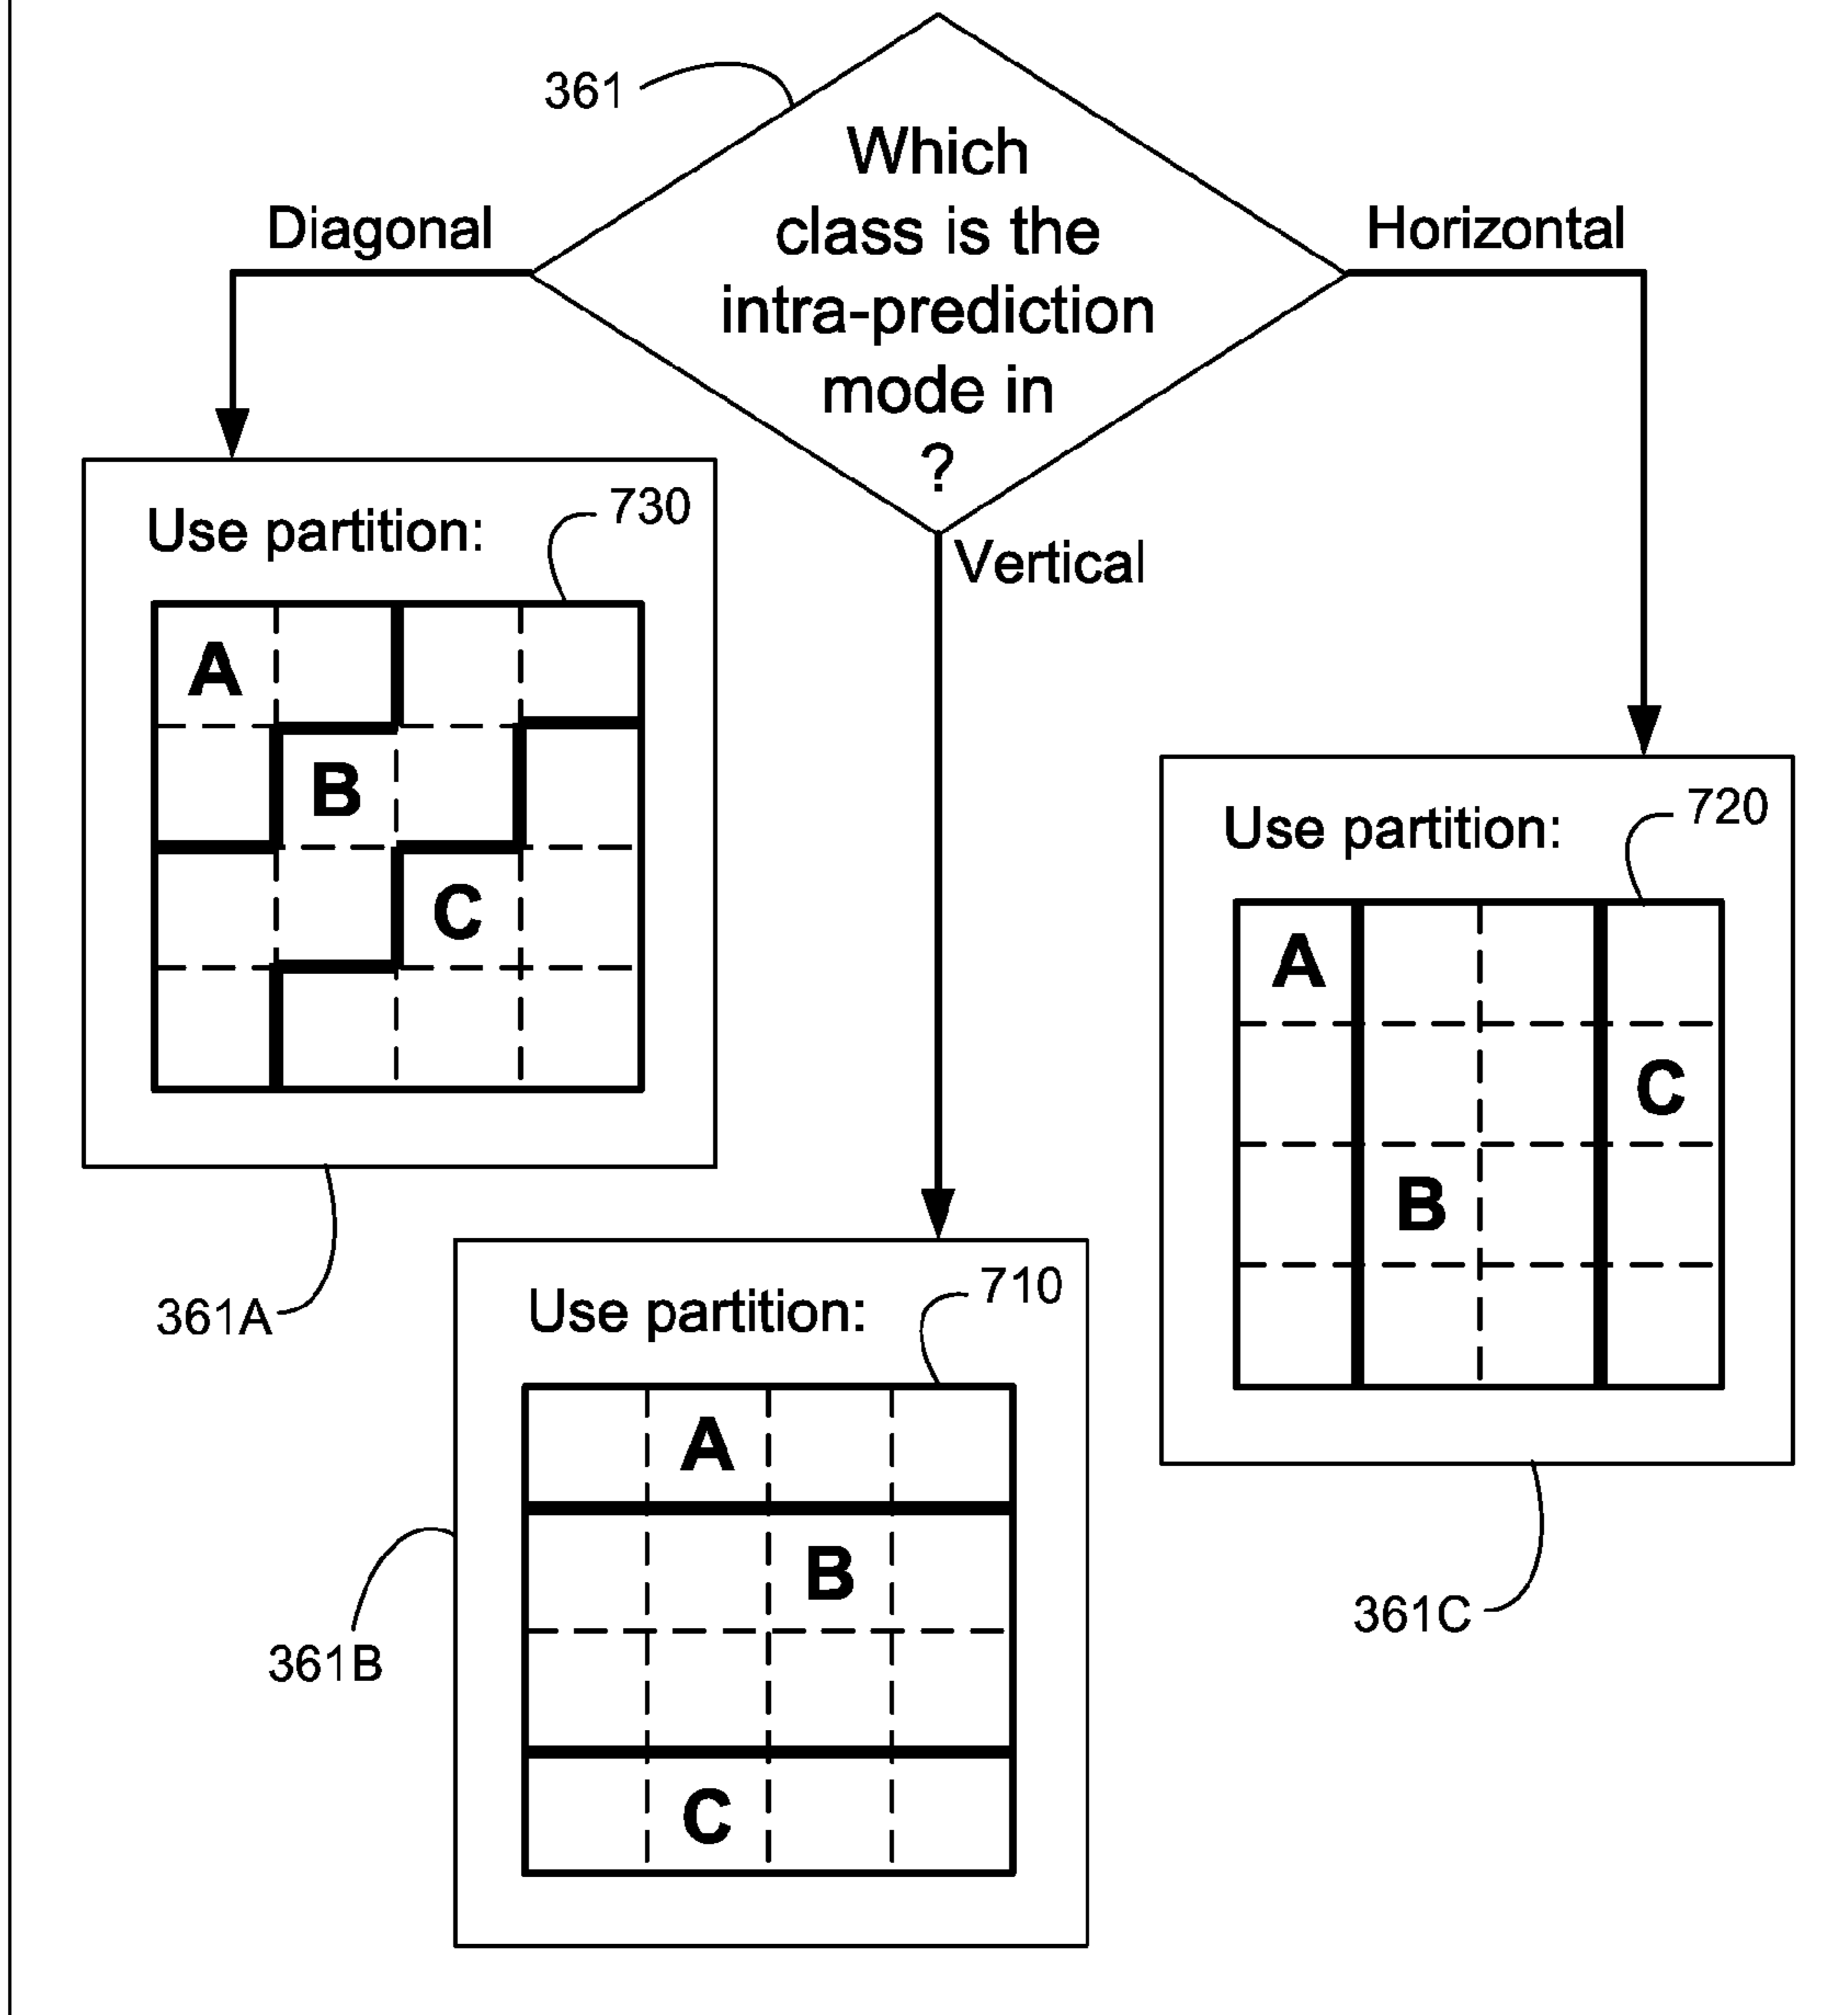 361
Which
class is the
intra-prediction
mode in
?
Diagonal
Horizontal
Vertical
Use partition:
730
A
B
C
361A
Use partition:
720
A
C
B
361C
Use partition:
710
A
B
C
361B